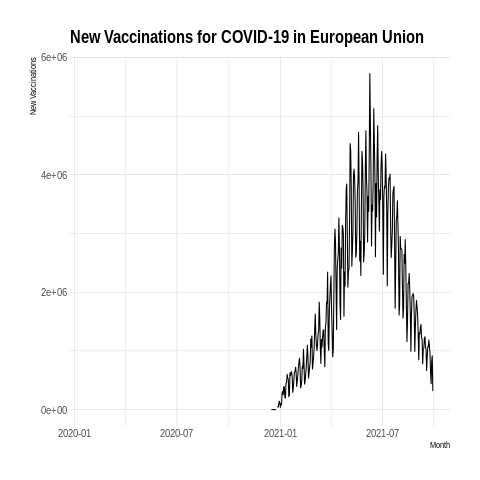 New Vaccinations for COVID-19 in European Union
New Vaccinations
6e+06
4e+06
2e+06
0e+00
2020-01 2020-07 2021-01 2021-07
Month